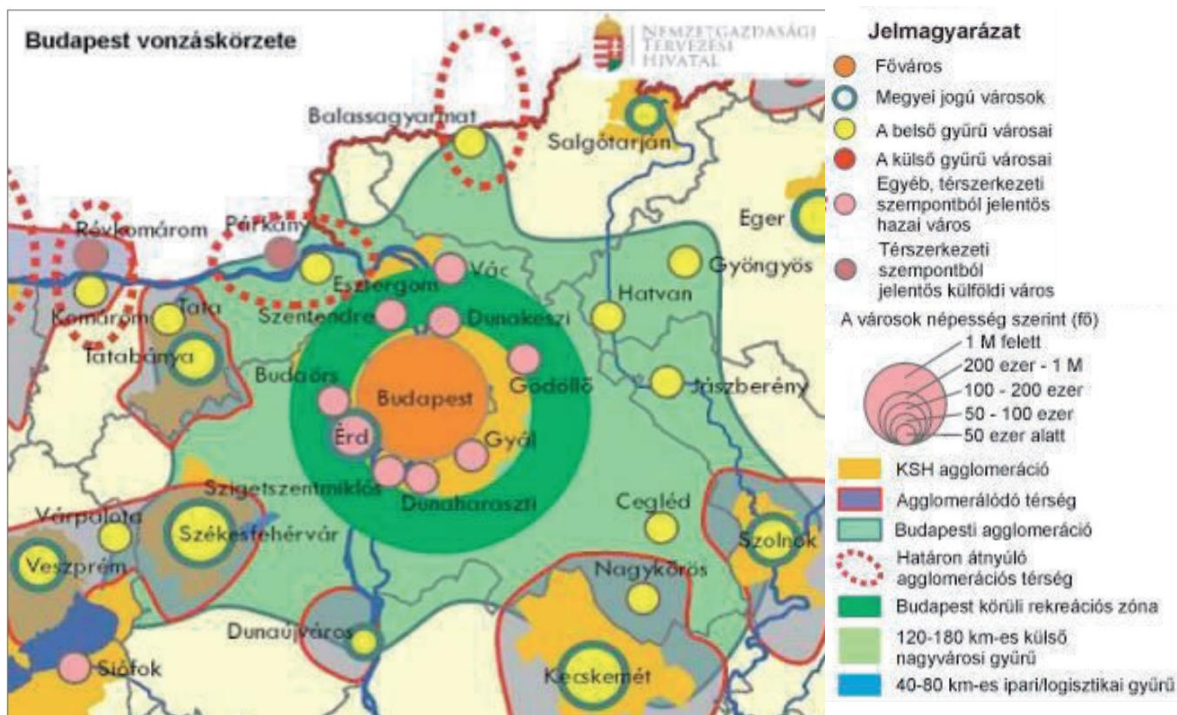 Budapest vonzáskörzete
NEMZETGAZDASÁGI
TERVEZÉSI
HIVATAL
Balassagyarmat
Salgótarján
Eger
Révkomárom
Párkány
Vác
Gyöngyös
Esztergom
Hatvan
Komárom
Tata
Szentendre
Dunakeszi
Tatabánya
Budaörs
Gödöllő
Budapest
Jászberény
Érd
Gyál
Szigetszentmiklós
Dunaharaszti
Cegléd
Várpalota
Székesfehérvár
Szolnok
Veszprém
Nagykőrös
Dunaújváros
Siófok
Kecskemét
Jelmagyarázat
Főváros
Megyei jogú városok
A belső gyűrű városai
A külső gyűrű városai
Egyéb, térszerkezeti
szempontból jelentős
hazai város
Térszerkezeti
szempontból
jelentős külföldi város
A városok népesség szerint (fő)
1 M felett
200 ezer - 1 M
100 - 200 ezer
50 - 100 ezer
50 ezer alatt
KSH agglomeráció
Agglomerálódó térség
Budapesti agglomeráció
Határon átnyúló
agglomerációs térség
Budapest körüli rekreációs zóna
120-180 km-es külső
nagyvárosi gyűrű
40-80 km-es ipari/logisztikai gyűrű